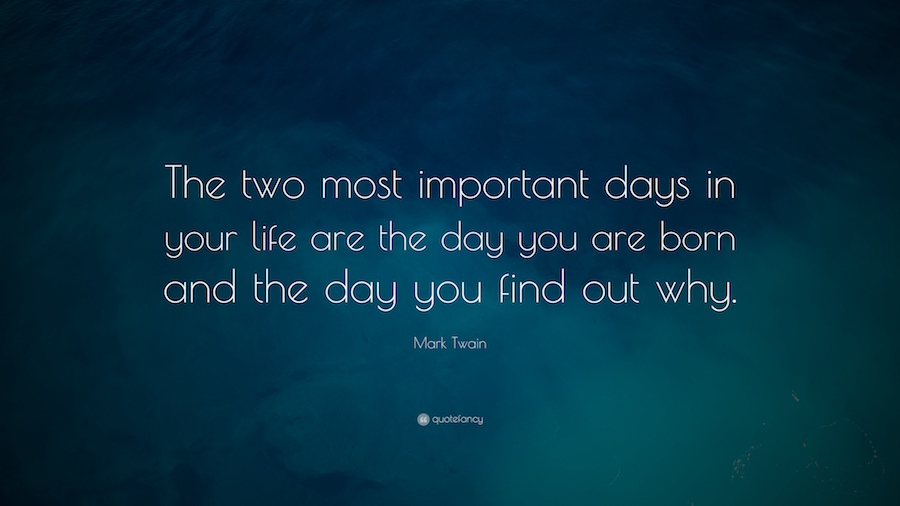 The two most important days in
your life are the day you are born
and the day you find out why.
Mark Twain
quotefancy